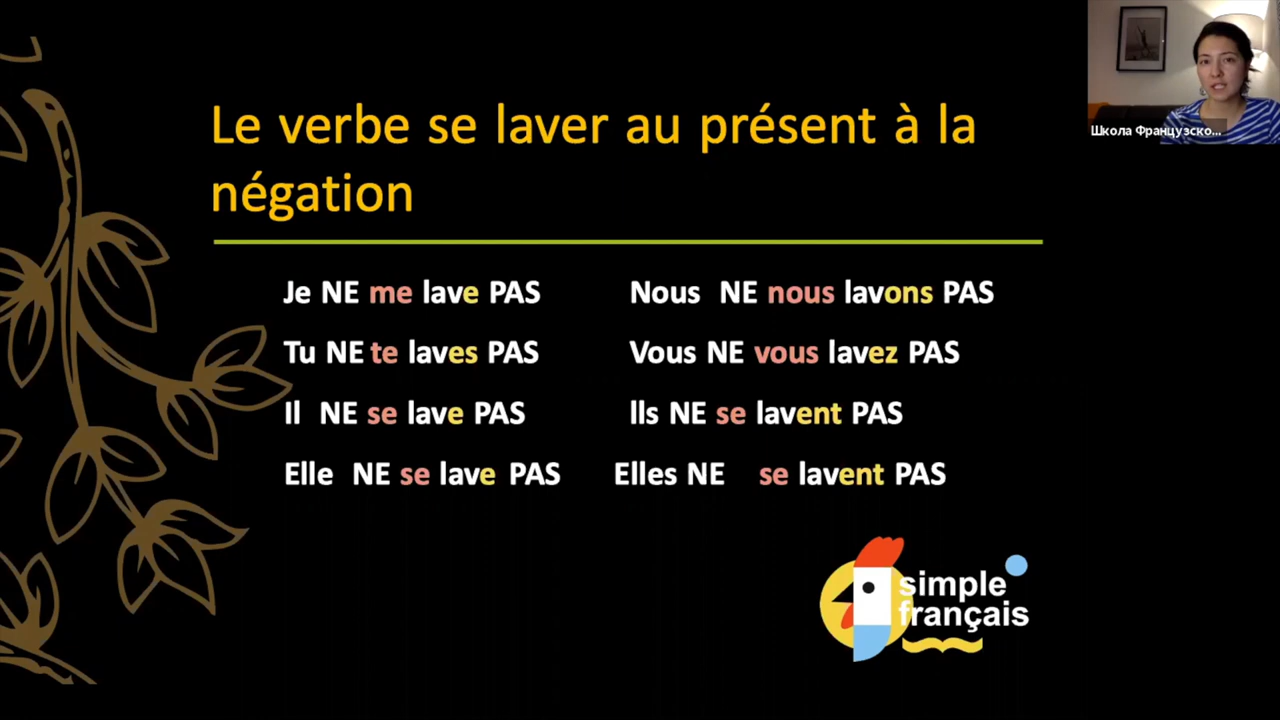 Школа Французско...
Le verbe se laver au présent à la
négation
Je NE me lave PAS
Tu NE te laves PAS
Il NE se lave PAS
Elle NE se lave PAS
Nous NE nous lavons PAS
Vous NE vous lavez PAS
Ils NE se lavent PAS
Elles NE se lavent PAS
simple
français